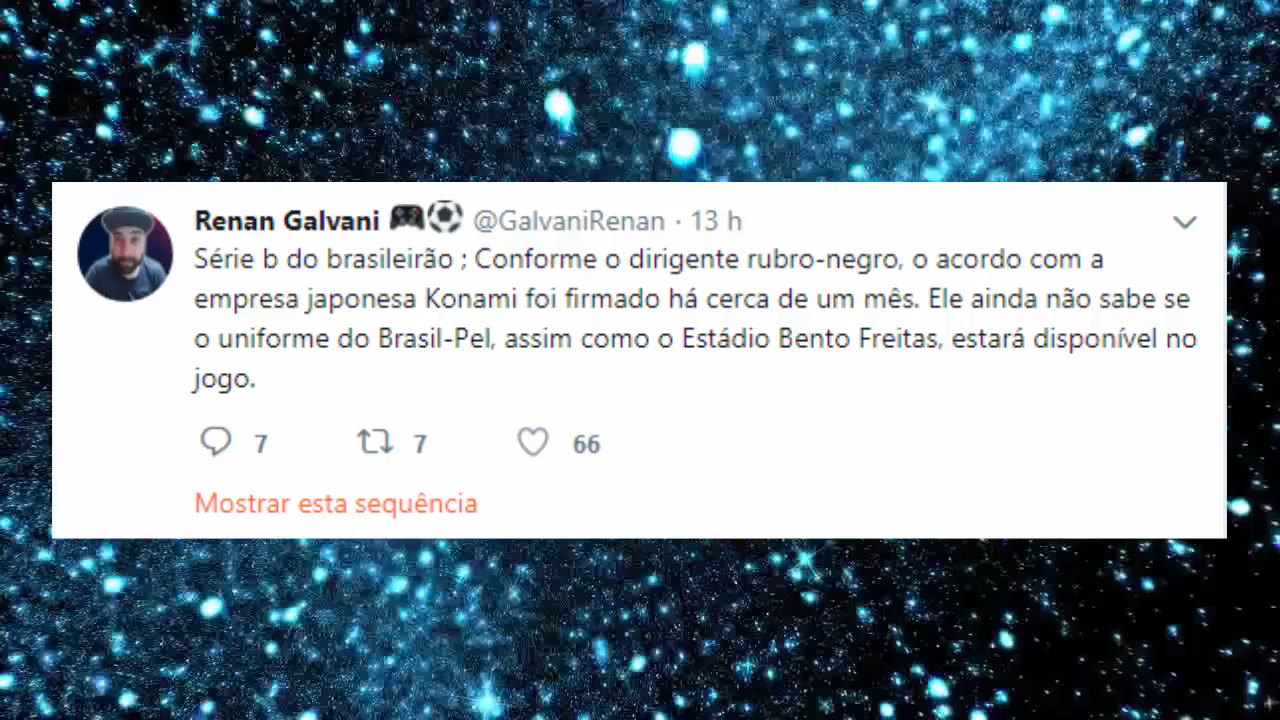 Renan Galvani 🎮⚽ @GalvaniRenan · 13 h
Série b do brasileirão ; Conforme o dirigente rubro-negro, o acordo com a
empresa japonesa Konami foi firmado há cerca de um mês. Ele ainda não sabe se
o uniforme do Brasil-Pel, assim como o Estádio Bento Freitas, estará disponível no
jogo.
7 7 66
Mostrar esta sequência